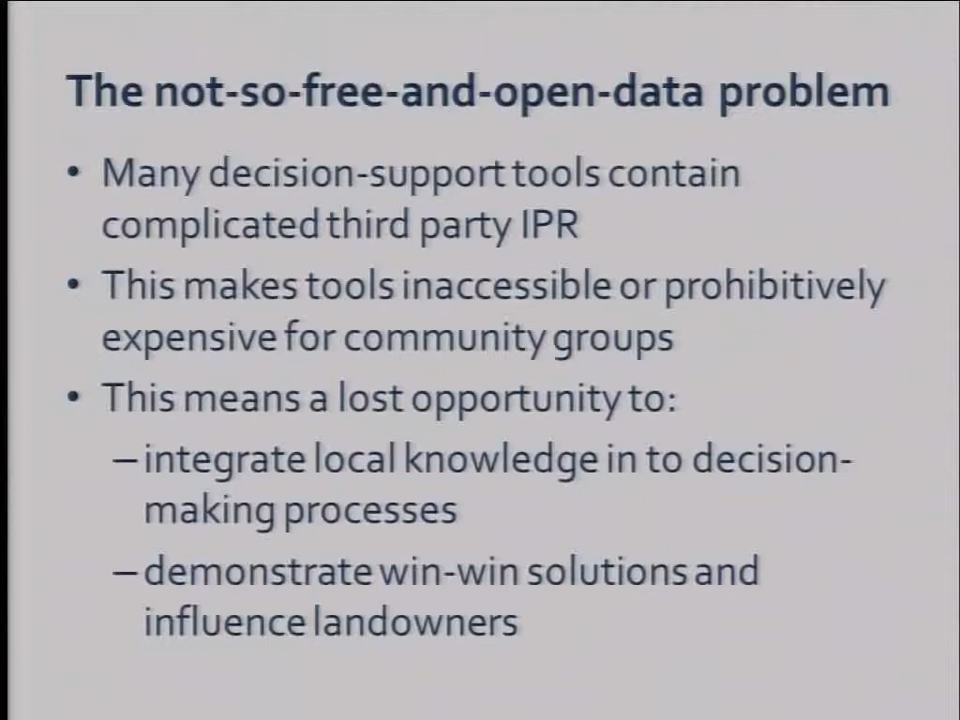 The not-so-free-and-open-data problem
• Many decision-support tools contain
complicated third party IPR
• This makes tools inaccessible or prohibitively
expensive for community groups
• This means a lost opportunity to:
– integrate local knowledge in to decision-
making processes
– demonstrate win-win solutions and
influence landowners